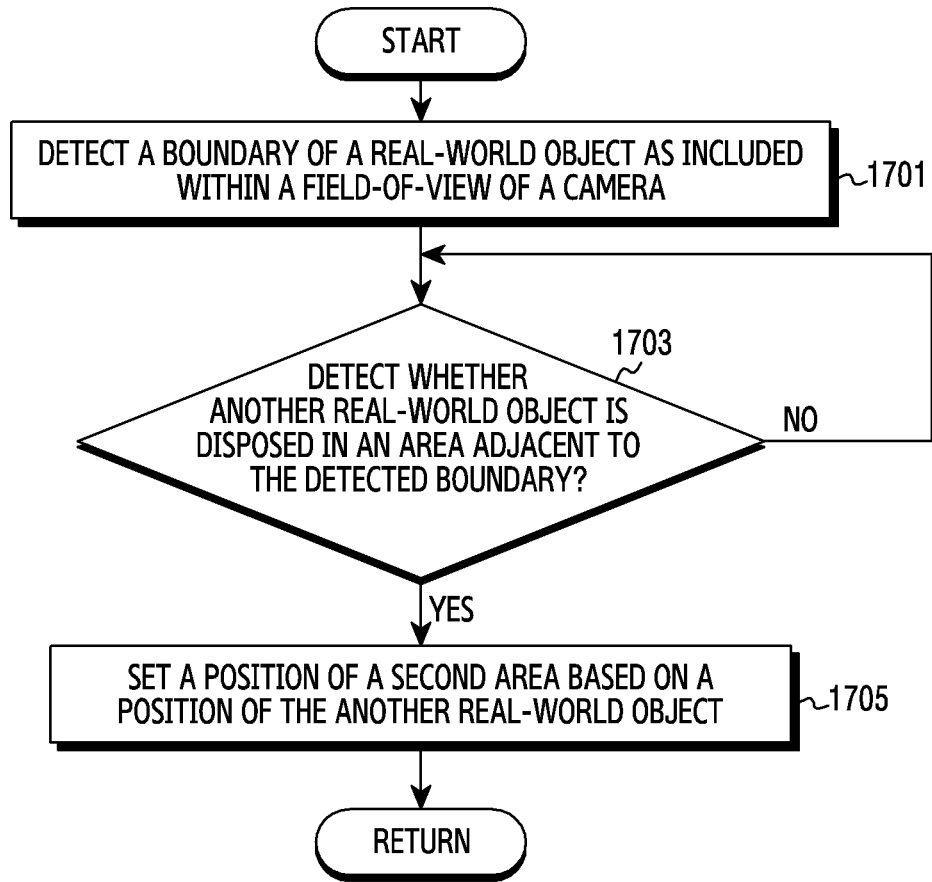 START
DETECT A BOUNDARY OF A REAL-WORLD OBJECT AS INCLUDED
WITHIN A FIELD-OF-VIEW OF A CAMERA
1701
1703
DETECT WHETHER
ANOTHER REAL-WORLD OBJECT IS
DISPOSED IN AN AREA ADJACENT TO
THE DETECTED BOUNDARY?
NO
YES
SET A POSITION OF A SECOND AREA BASED ON A
POSITION OF THE ANOTHER REAL-WORLD OBJECT
1705
RETURN